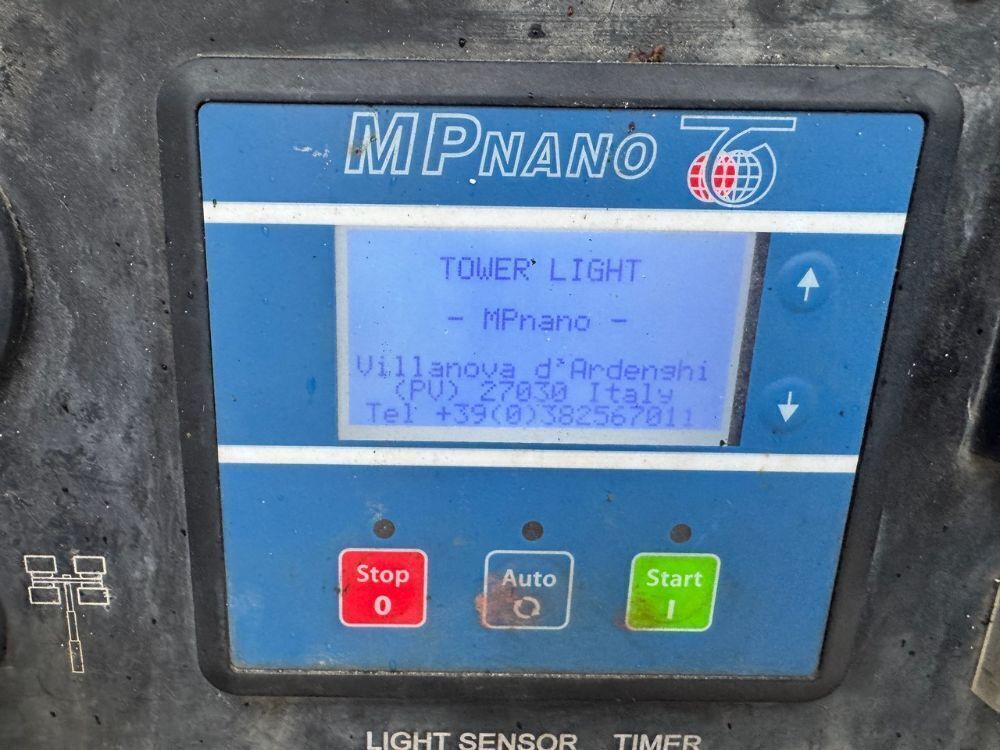 MPNANO
TOWER LIGHT
- MPnano -
Villanova d'Ardenghi
(PV) 27030 Italy
Tel +39(0)382567011
Stop
0
Auto
Start
I
LIGHT SENSOR TIMER